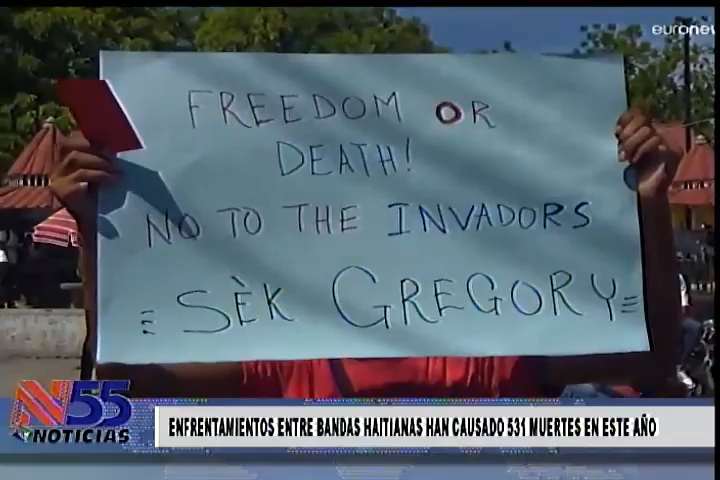 euronew
FREEDOM OR
DEATH!
NO TO THE INVADORS
= SÈK GREGORY =
N55
NOTICIAS
ENFRENTAMIENTOS ENTRE BANDAS HAITIANAS HAN CAUSADO 531 MUERTES EN ESTE AÑO